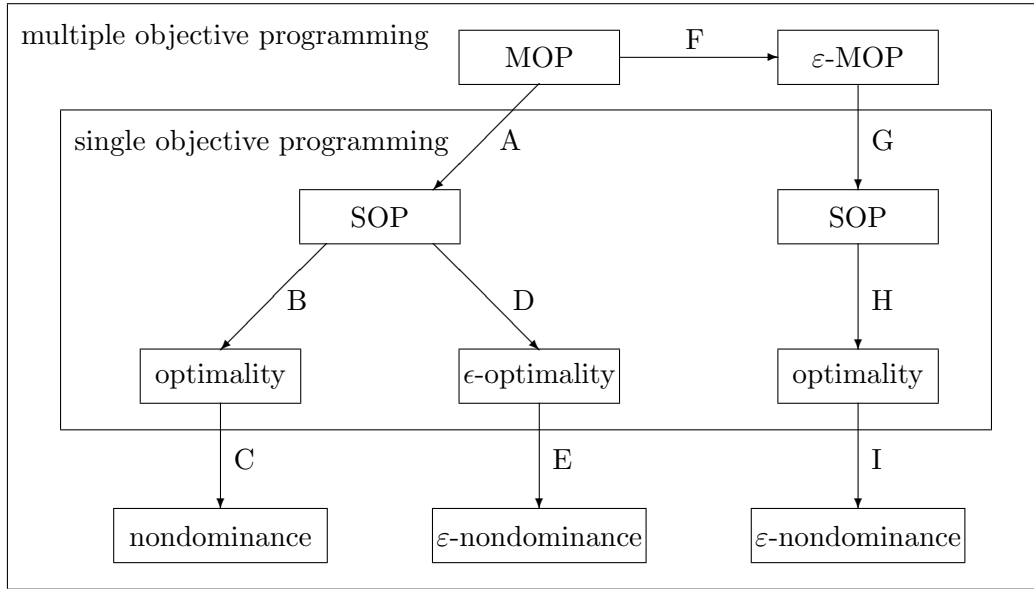 multiple objective programming
MOP
F
ε-MOP
single objective programming
A
G
SOP
SOP
B
D
H
optimality
ϵ-optimality
optimality
C
E
I
nondominance
ε-nondominance
ε-nondominance